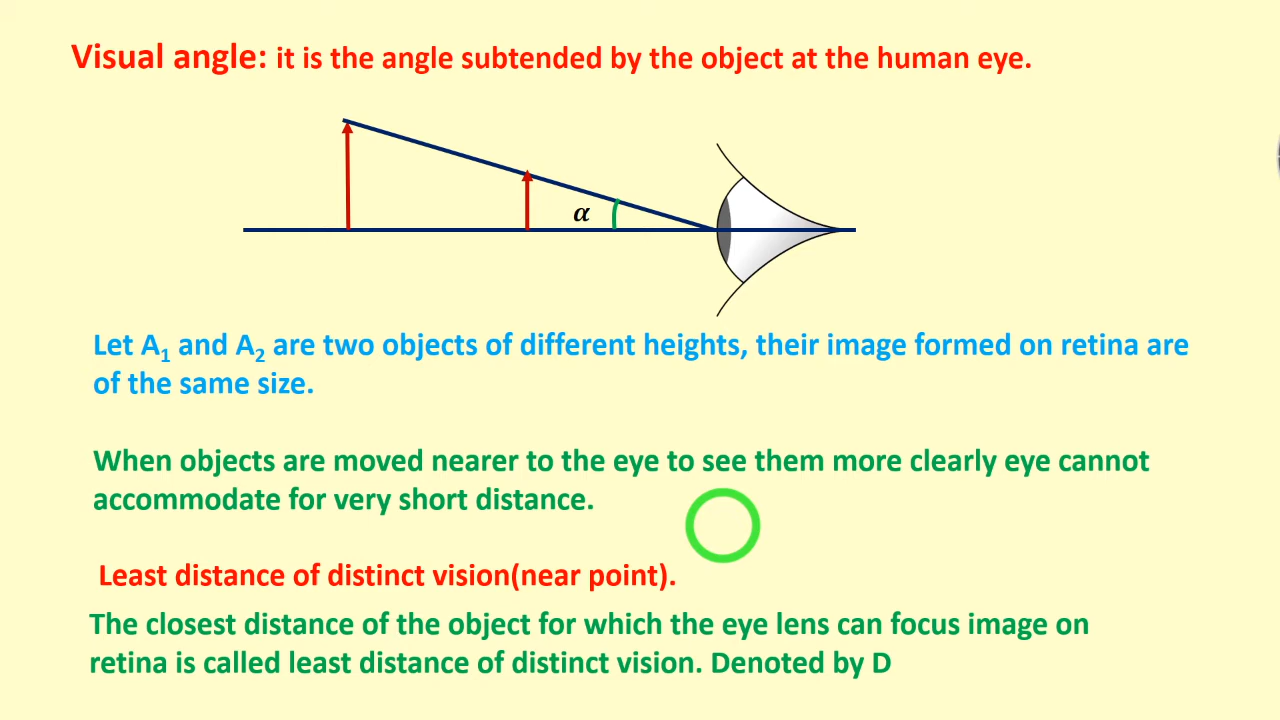 Visual angle: it is the angle subtended by the object at the human eye.
α
Let A₁ and A₂ are two objects of different heights, their image formed on retina are
of the same size.
When objects are moved nearer to the eye to see them more clearly eye cannot
accommodate for very short distance.
Least distance of distinct vision(near point).
The closest distance of the object for which the eye lens can focus image on
retina is called least distance of distinct vision. Denoted by D